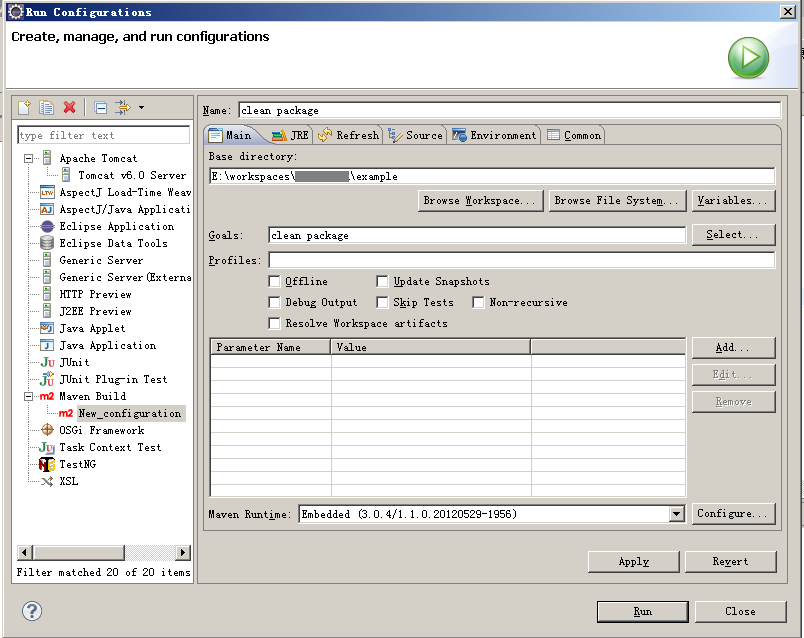 Run Configurations
Create, manage, and run configurations
type filter text
Apache Tomcat
Tomcat v6.0 Server
AspectJ Load-Time Weav
AspectJ/Java Applicati
Eclipse Application
Eclipse Data Tools
Generic Server
Generic Server(Externa
HTTP Preview
J2EE Preview
Java Applet
Java Application
JUnit
JUnit Plug-in Test
Maven Build
New_configuration
OSGi Framework
Task Context Test
TestNG
XSL
Filter matched 20 of 20 items
Name: clean package
Main JRE Refresh Source Environment Common
Base directory:
E:\workspaces\ \example
Browse Workspace... Browse File System... Variables...
Goals: clean package Select...
Profiles:
Offline Update Snapshots
Debug Output Skip Tests Non-recursive
Resolve Workspace artifacts
Parameter Name Value Add...
Edit...
Remove
Maven Runtime: Embedded (3.0.4/1.1.0.20120529-1956) Configure...
Apply Revert
? Run Close